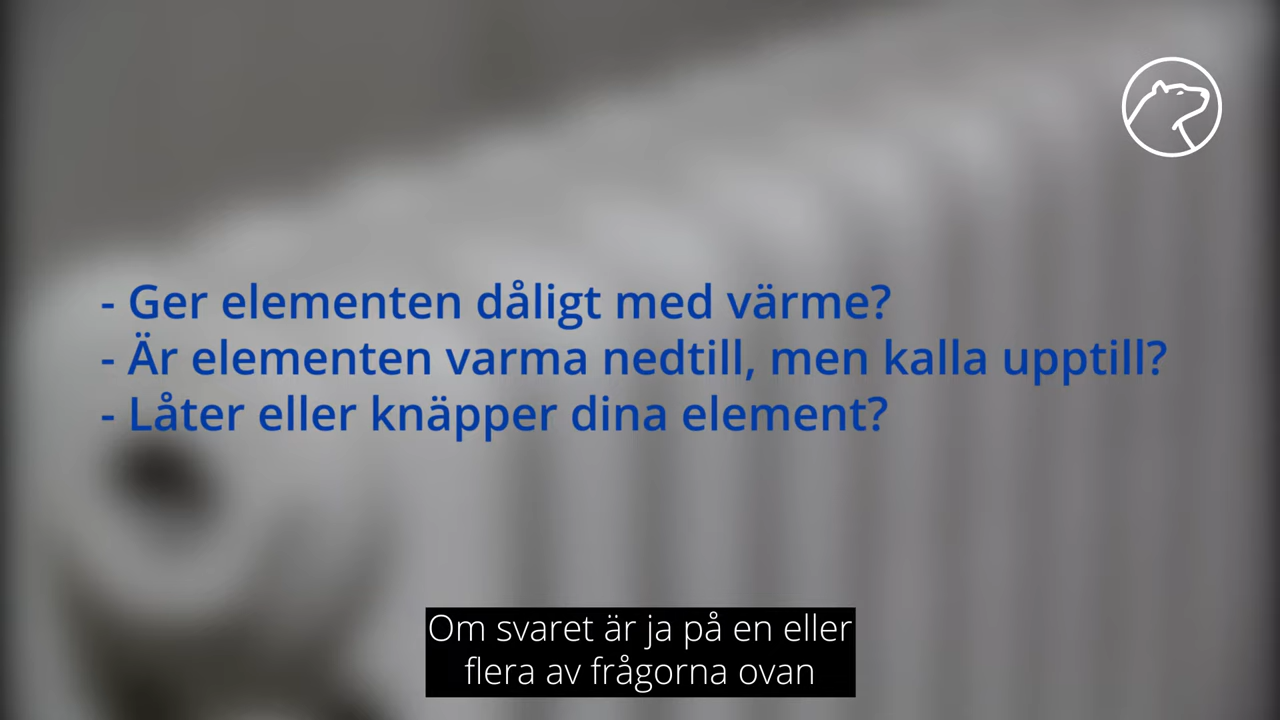 - Ger elementen dåligt med värme?
- Är elementen varma nedtill, men kalla upptill?
- Låter eller knäpper dina element?
Om svaret är ja på en eller
flera av frågorna ovan